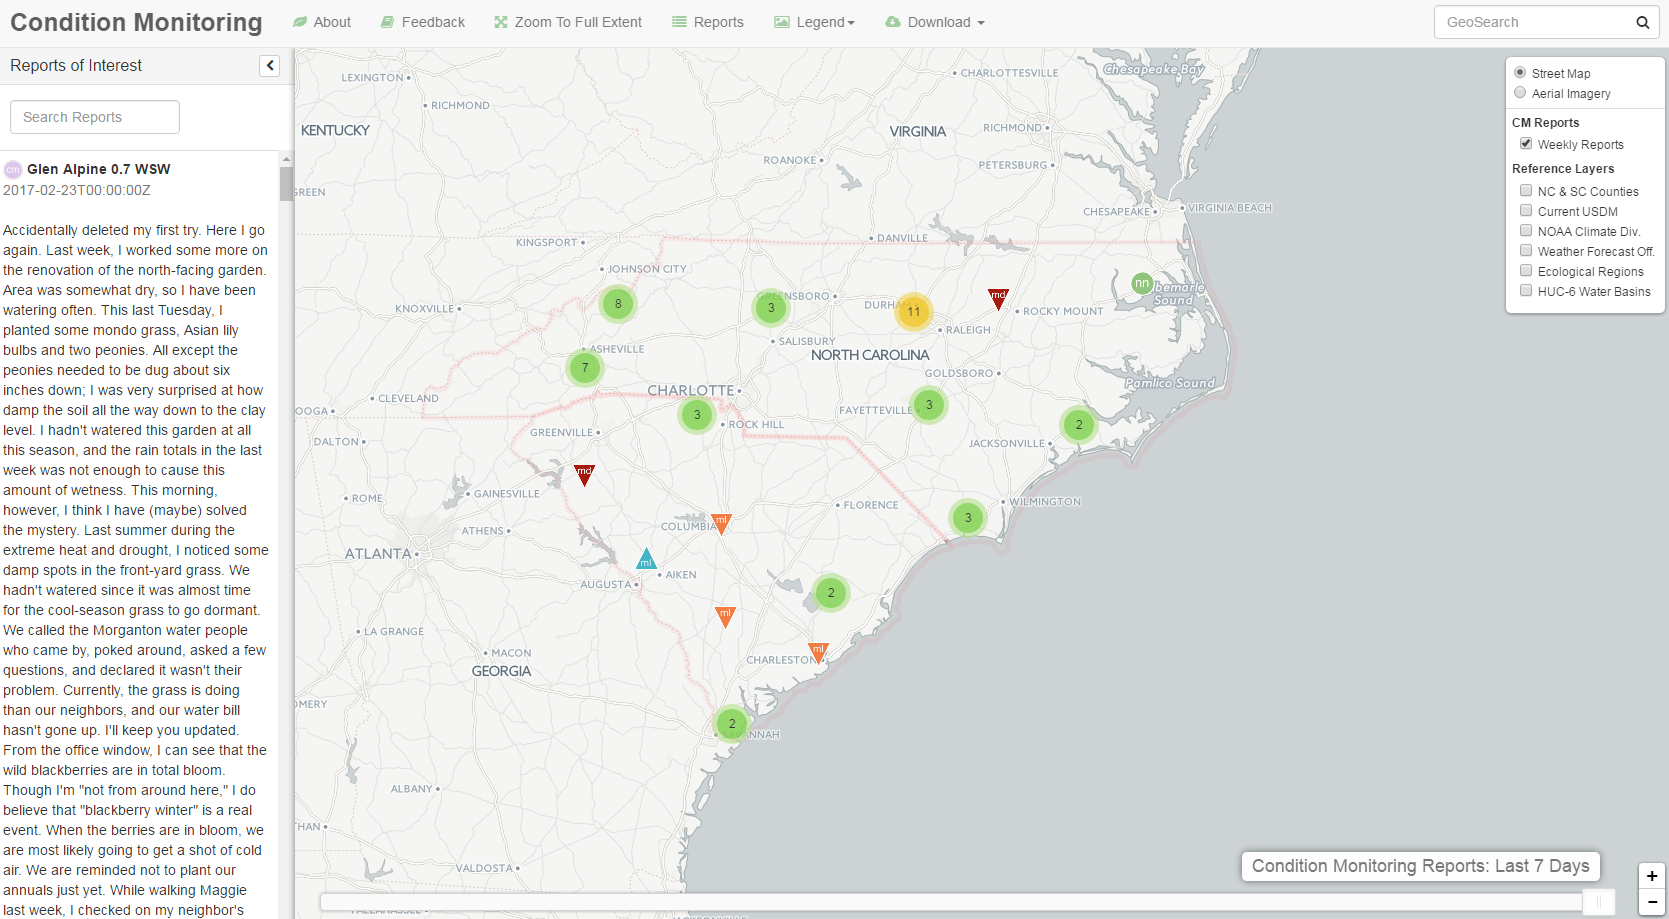 Condition Monitoring
About
Feedback
Zoom To Full Extent
Reports
Legend
Download
GeoSearch
Reports of Interest
Search Reports
cm Glen Alpine 0.7 WSW
2017-02-23T00:00:00Z
Accidentally deleted my first try. Here I go
again. Last week, I worked some more on
the renovation of the north-facing garden.
Area was somewhat dry, so I have been
watering often. This last Tuesday, I
planted some mondo grass, Asian lily
bulbs and two peonies. All except the
peonies needed to be dug about six
inches down; I was very surprised at how
damp the soil all the way down to the clay
level. I hadn't watered this garden at all
this season, and the rain totals in the last
week was not enough to cause this
amount of wetness. This morning,
however, I think I have (maybe) solved
the mystery. Last summer during the
extreme heat and drought, I noticed some
damp spots in the front-yard grass. We
hadn't watered since it was almost time
for the cool-season grass to go dormant.
We called the Morganton water people
who came by, poked around, asked a few
questions, and declared it wasn't their
problem. Currently, the grass is doing
than our neighbors, and our water bill
hasn't gone up. I'll keep you updated.
From the office window, I can see that the
wild blackberries are in total bloom.
Though I'm "not from around here," I do
believe that "blackberry winter" is a real
event. When the berries are in bloom, we
are most likely going to get a shot of cold
air. We are reminded not to plant our
annuals just yet. While walking Maggie
last week, I checked on my neighbor's
LEXINGTON
CHARLOTTESVILLE
Chesapeake Bay
RICHMOND
KENTUCKY
VIRGINIA
RICHMOND
ROANOKE
PETERSBURG
GREEN
CHESAPEAKE
VIRGINIA BEACH
KINGSPORT
DANVILLE
JOHNSON CITY
nn
bemarle
Sound
md
8
3
GREENSBORO
DURHAM
11
KNOXVILLE
ROCKY MOUNT
RALEIGH
SALISBURY
ASHEVILLE
NORTH CAROLINA
7
GOLDSBORO
Pamlico Sound
CHARLOTTE
CLEVELAND
OOGA
3
FAYETTEVILLE
3
2
ROCK HILL
GREENVILLE
DALTON
JACKSONVILLE
md
ROME
GAINESVILLE
FLORENCE
WILMINGTON
3
ml
COLUMBIA
ATHENS
ATLANTA
ml
AIKEN
AUGUSTA
2
ml
LA GRANGE
MACON
ml
CHARLESTON
GEORGIA
OMERY
2
SAVANNAH
ALBANY
THAN
VALDOSTA
TALLAHASSEE
Street Map
Aerial Imagery
CM Reports
Weekly Reports
Reference Layers
NC & SC Counties
Current USDM
NOAA Climate Div.
Weather Forecast Off.
Ecological Regions
HUC-6 Water Basins
Condition Monitoring Reports: Last 7 Days
+
−